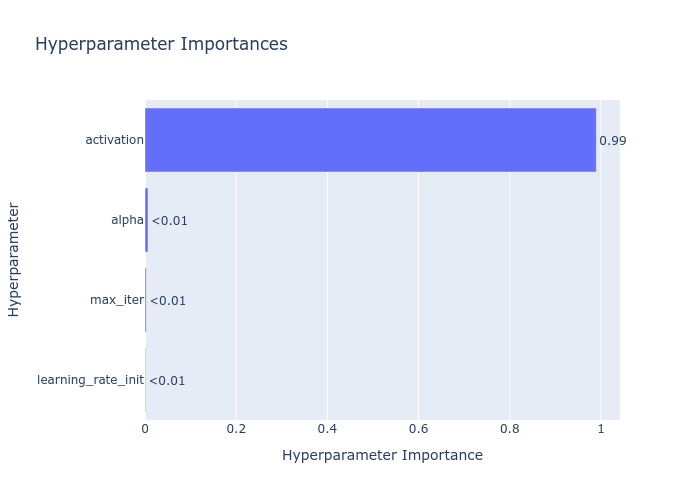 Hyperparameter Importances
Hyperparameter
activation
0.99
alpha
<0.01
max_iter
<0.01
learning_rate_init
<0.01
0 0.2 0.4 0.6 0.8 1
Hyperparameter Importance